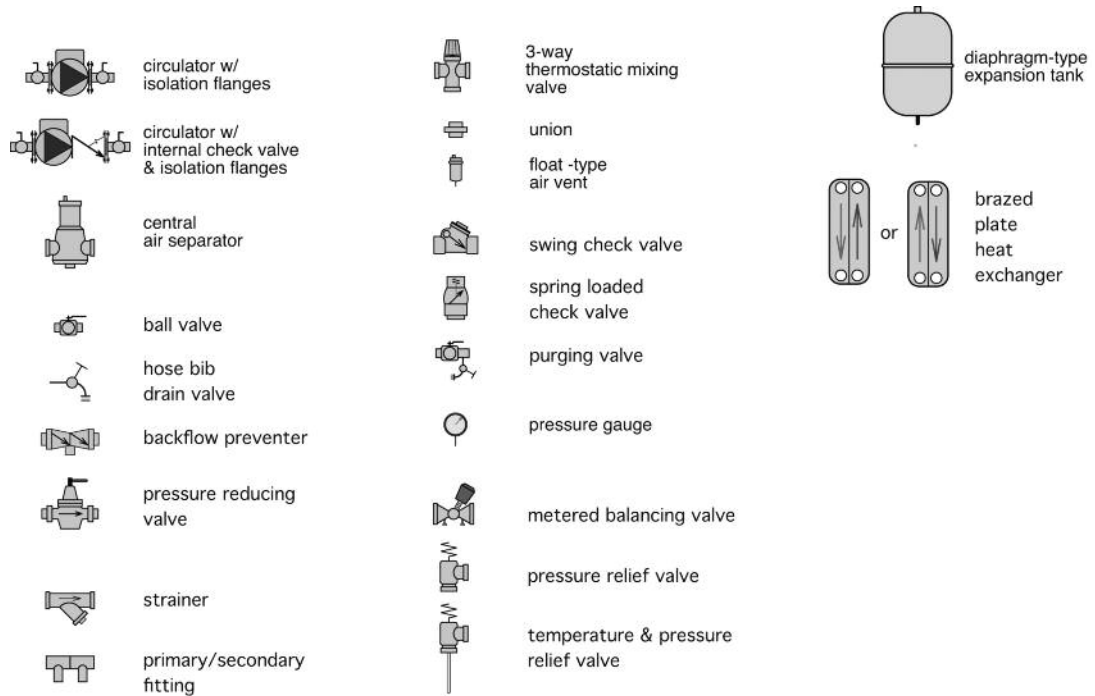 circulator w/
isolation flanges
circulator w/
internal check valve
& isolation flanges
central
air separator
ball valve
hose bib
drain valve
backflow preventer
pressure reducing
valve
strainer
primary/secondary
fitting
3-way
thermostatic mixing
valve
union
float -type
air vent
swing check valve
spring loaded
check valve
purging valve
pressure gauge
metered balancing valve
pressure relief valve
temperature & pressure
relief valve
diaphragm-type
expansion tank
or
brazed
plate
heat
exchanger